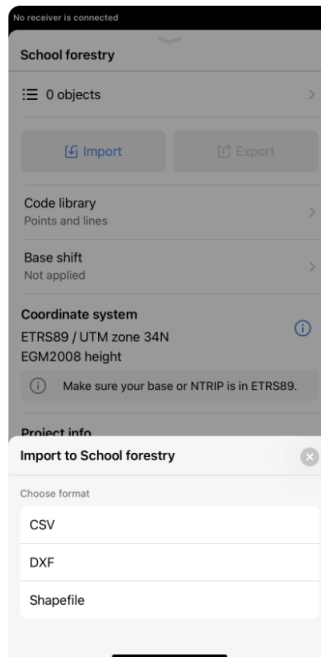 No receiver is connected
School forestry
0 objects
Import
Export
Code library
Points and lines
Base shift
Not applied
Coordinate system
ETRS89 / UTM zone 34N
EGM2008 height
Make sure your base or NTRIP is in ETRS89.
Project info
Import to School forestry
Choose format
CSV
DXF
Shapefile